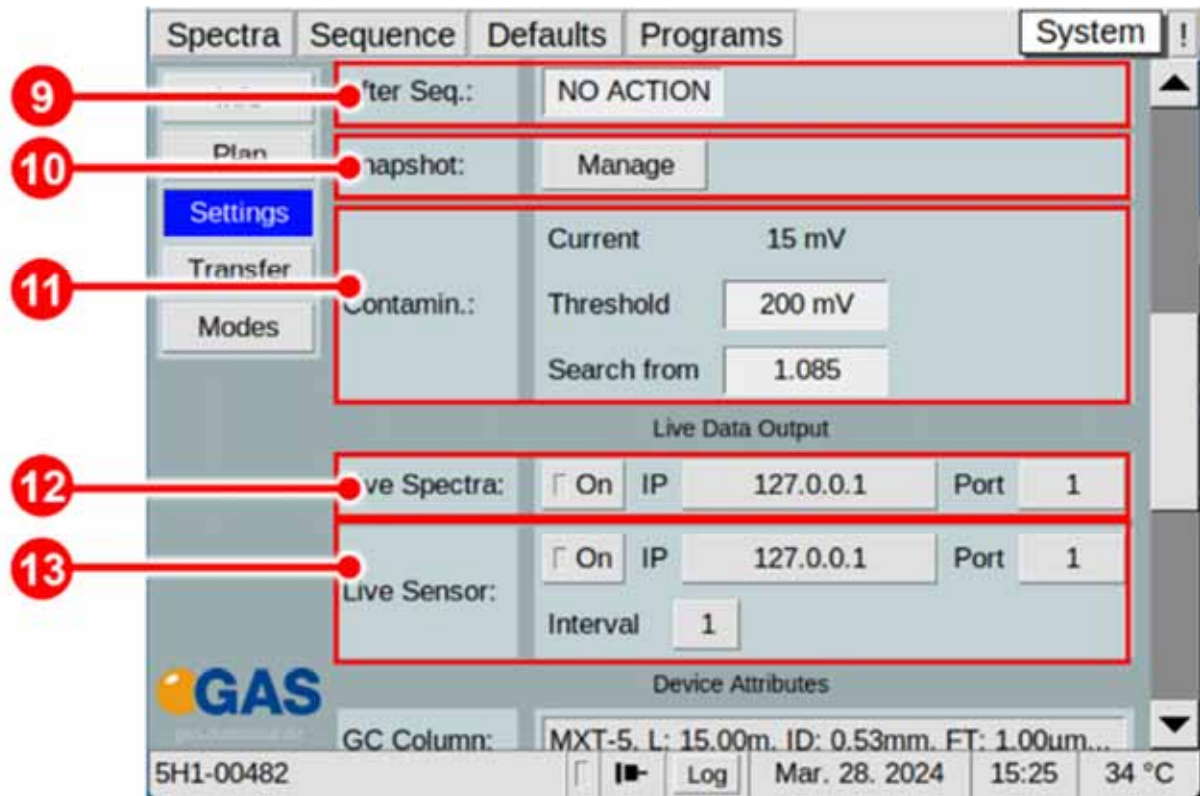 Spectra Sequence Defaults Programs System !
9 fter Seq.: NO ACTION
Plan
10 napshot: Manage
Settings
Current 15 mV
Transfer
11 Contamin.: Threshold 200 mV
Modes
Search from 1.085
Live Data Output
12 ve Spectra: On IP 127.0.0.1 Port 1
13 On IP 127.0.0.1 Port 1
Live Sensor:
Interval 1
GAS Device Attributes
GC Column: MXT-5, L: 15.00m, ID: 0.53mm, FT: 1.00um...
5H1-00482 Log Mar. 28. 2024 15:25 34 °C